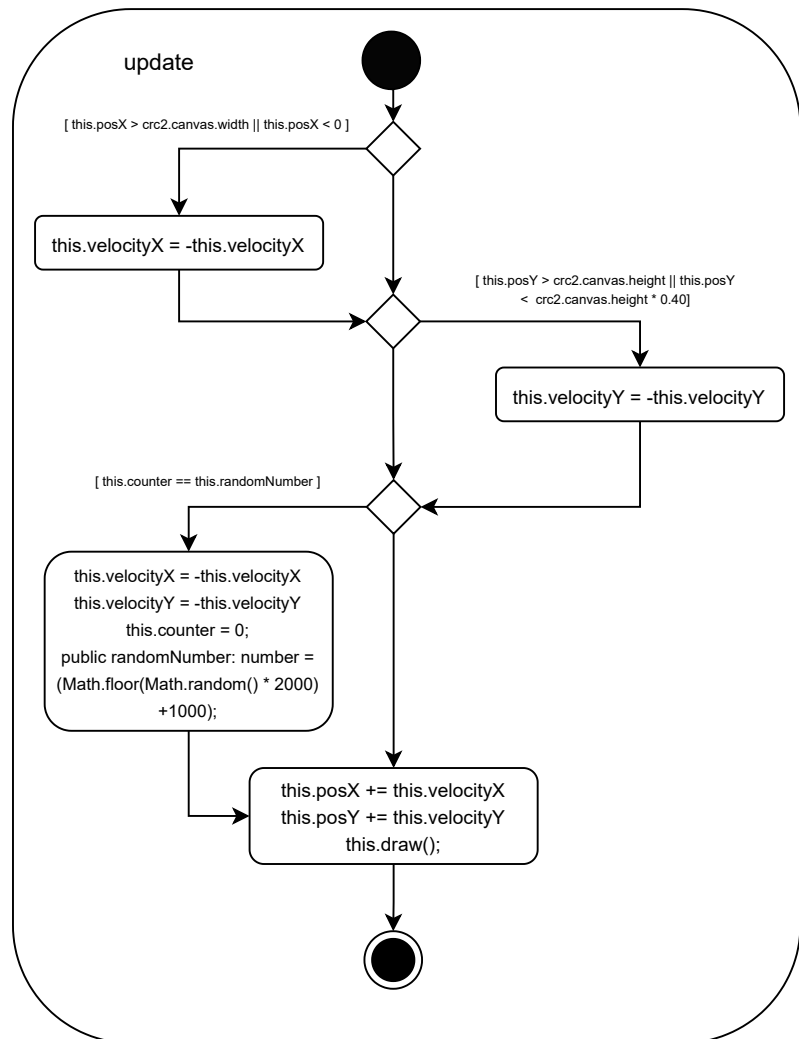 update
[ this.posX > crc2.canvas.width || this.posX < 0 ]
this.velocityX = -this.velocityX
[ this.posY > crc2.canvas.height || this.posY
< crc2.canvas.height * 0.40]
this.velocityY = -this.velocityY
[ this.counter == this.randomNumber ]
this.velocityX = -this.velocityX
this.velocityY = -this.velocityY
this.counter = 0;
public randomNumber: number =
(Math.floor(Math.random() * 2000)
+1000);
this.posX += this.velocityX
this.posY += this.velocityY
this.draw();